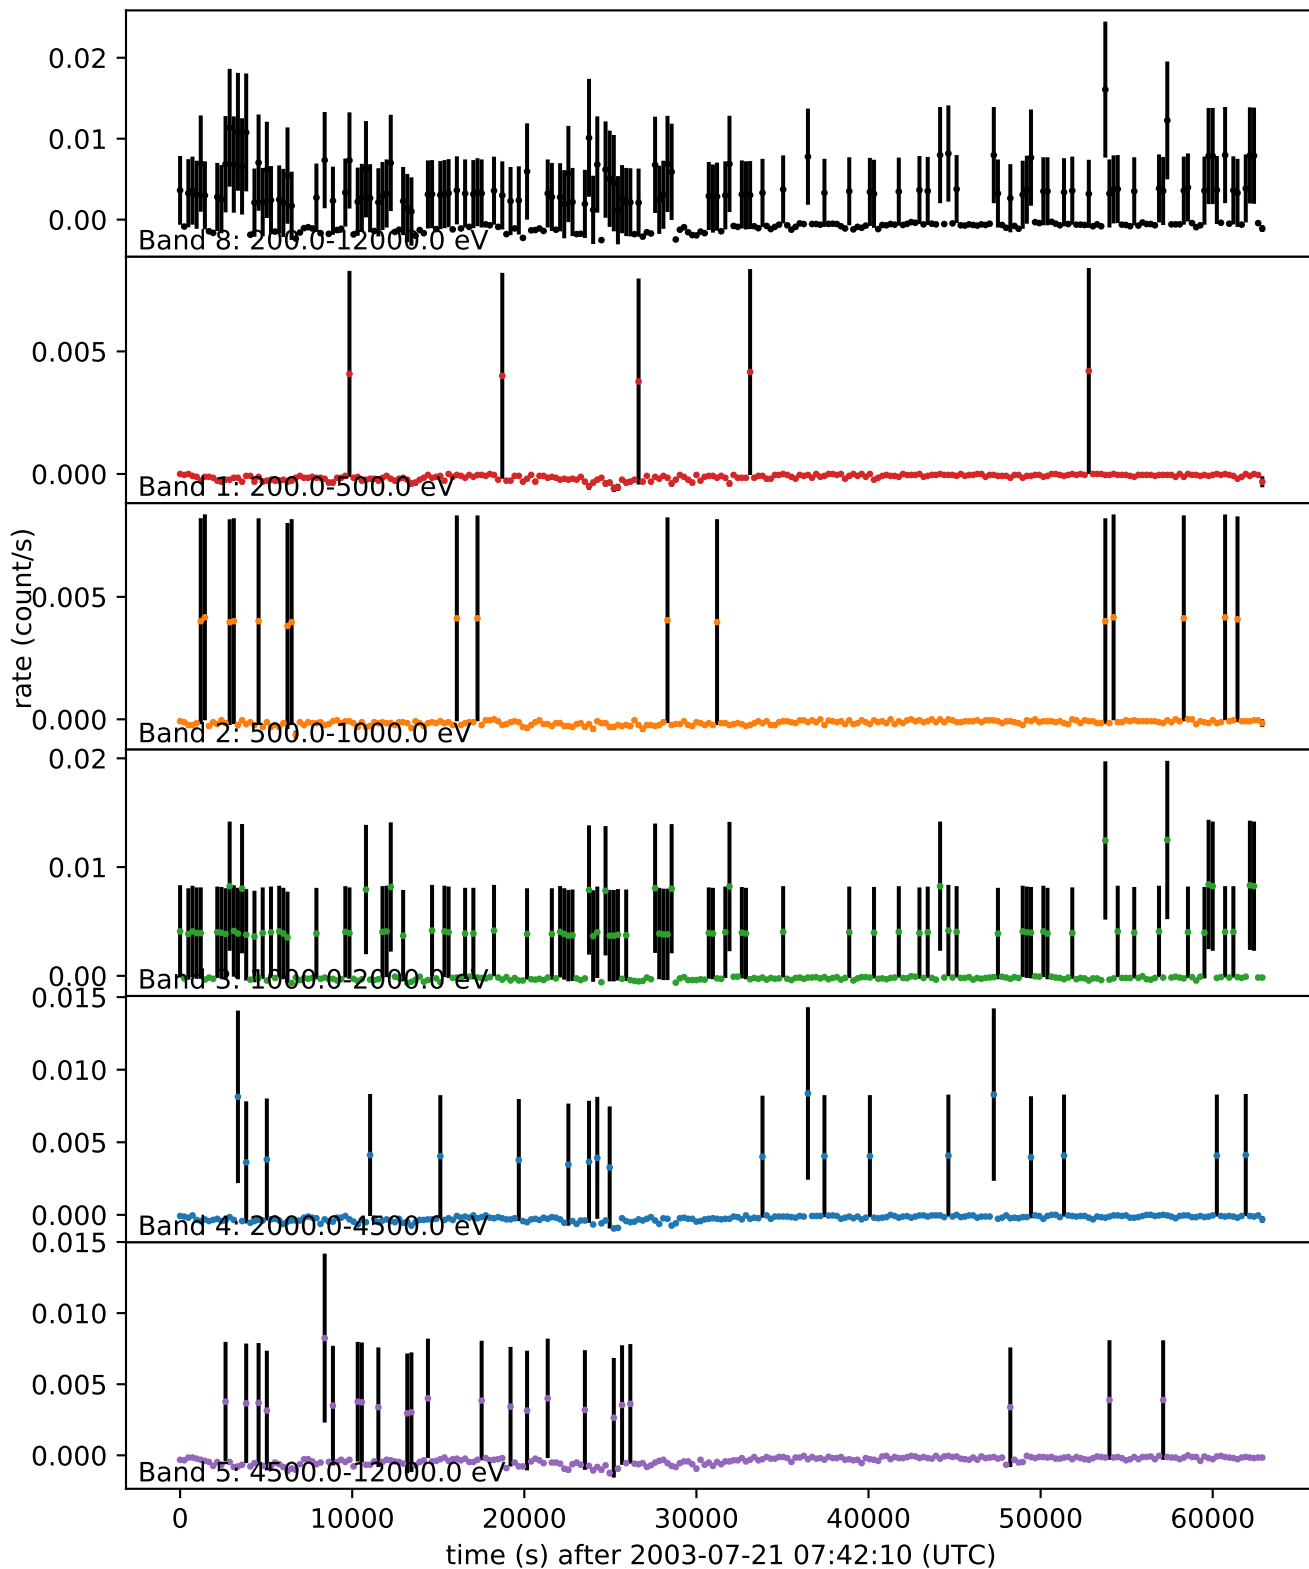 0.02
0.01
0.00
Band 8: 200.0-12000.0 eV
0.005
0.000
Band 1: 200.0-500.0 eV
rate (count/s)
0.005
0.000
Band 2: 500.0-1000.0 eV
0.02
0.01
0.00
Band 3: 1000.0-2000.0 eV
0.015
0.010
0.005
0.000
Band 4: 2000.0-4500.0 eV
0.015
0.010
0.005
0.000
Band 5: 4500.0-12000.0 eV
0 10000 20000 30000 40000 50000 60000
time (s) after 2003-07-21 07:42:10 (UTC)